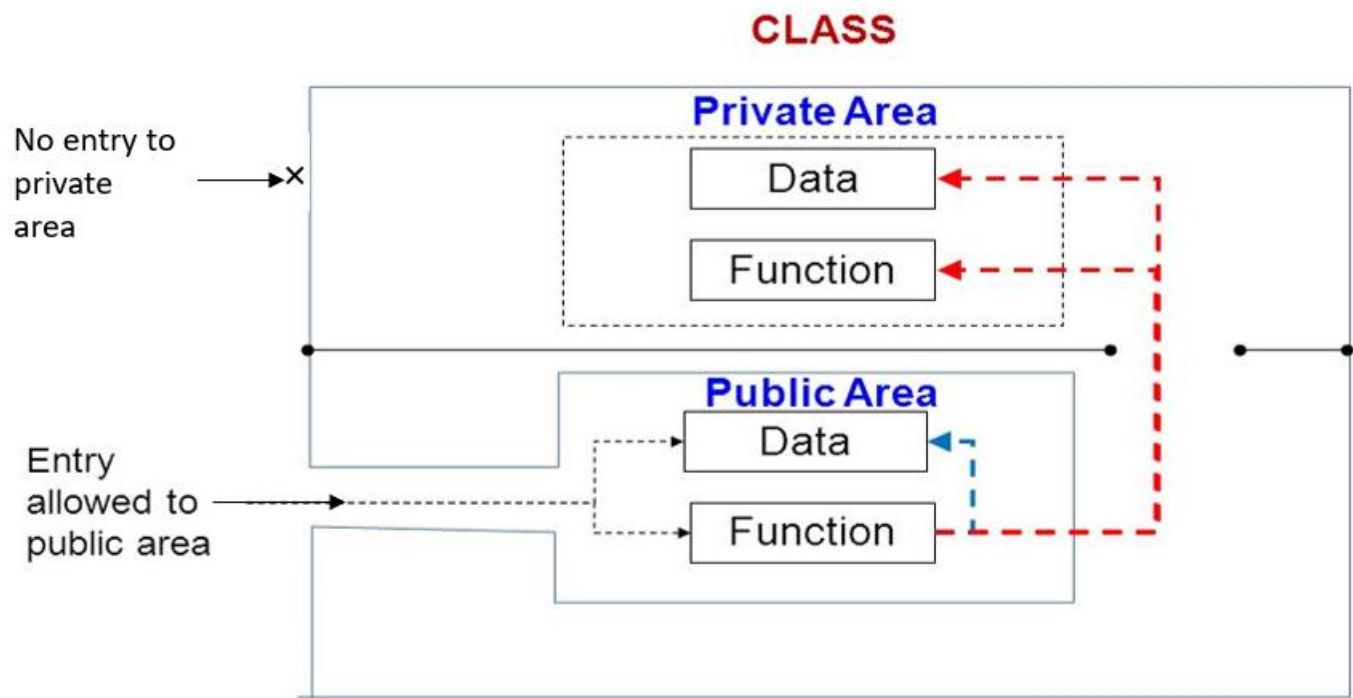 CLASS
Private Area
No entry to
private
area
Data
Function
Public Area
Data
Entry
allowed to
public area
Function